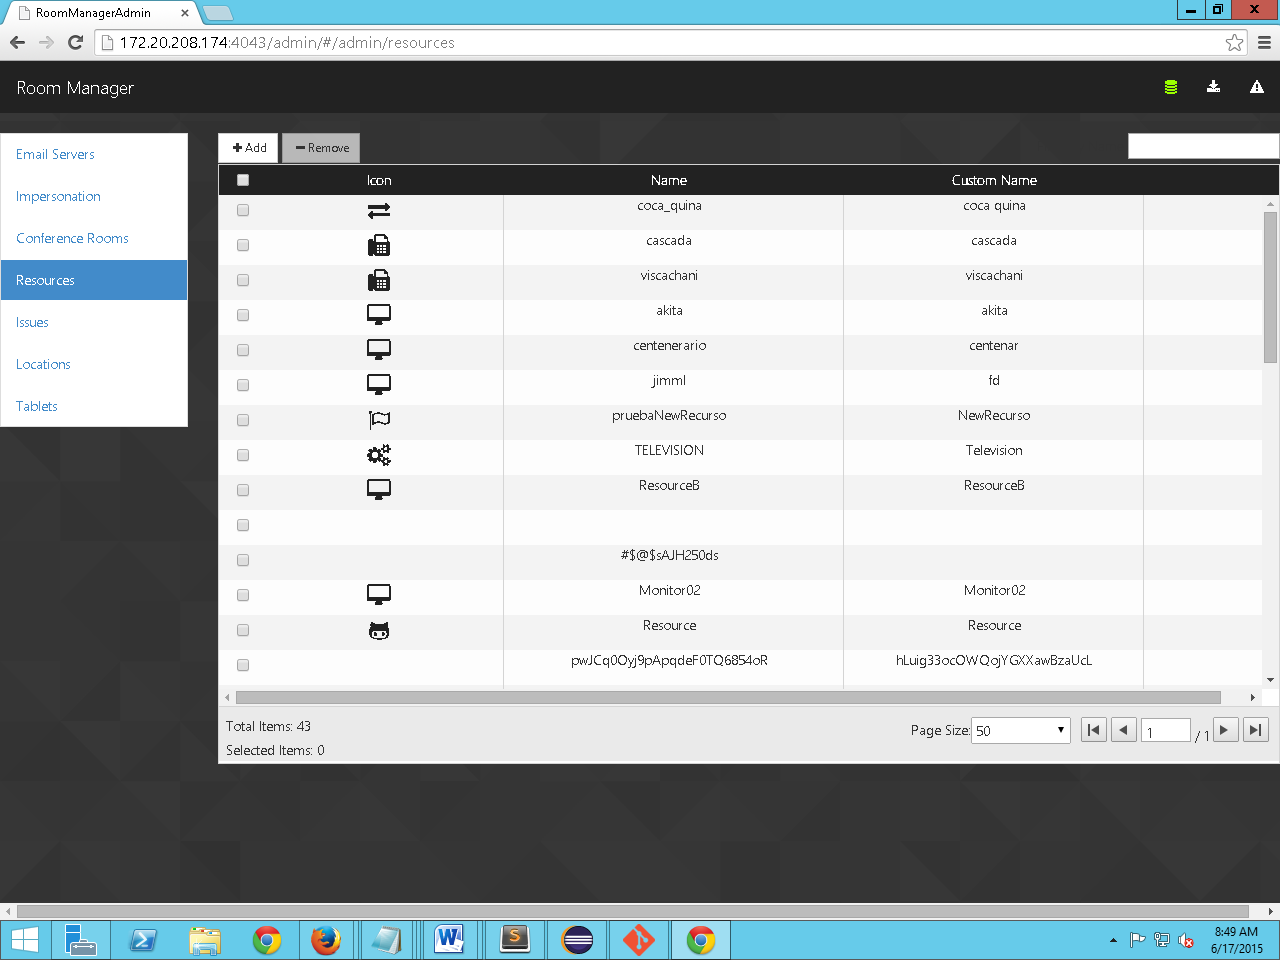 RoomManagerAdmin
172.20.208.174:4043/admin/#/admin/resources
Room Manager
Email Servers
Impersonation
Conference Rooms
Resources
Issues
Locations
Tablets
Add Remove
Icon Name Custom Name
coca_quina coca quina
cascada cascada
viscachani viscachani
akita akita
centenerario centenar
jimml fd
pruebaNewRecurso NewRecurso
TELEVISION Television
ResourceB ResourceB
#$@$sAJH250ds
Monitor02 Monitor02
Resource Resource
pwJCq0Oyj9pApqdeF0TQ6854oR hLuig33ocOWQojYGXXawBzaUcL
Total Items: 43
Selected Items: 0
Page Size: 50 1 / 1
8:49 AM
6/17/2015